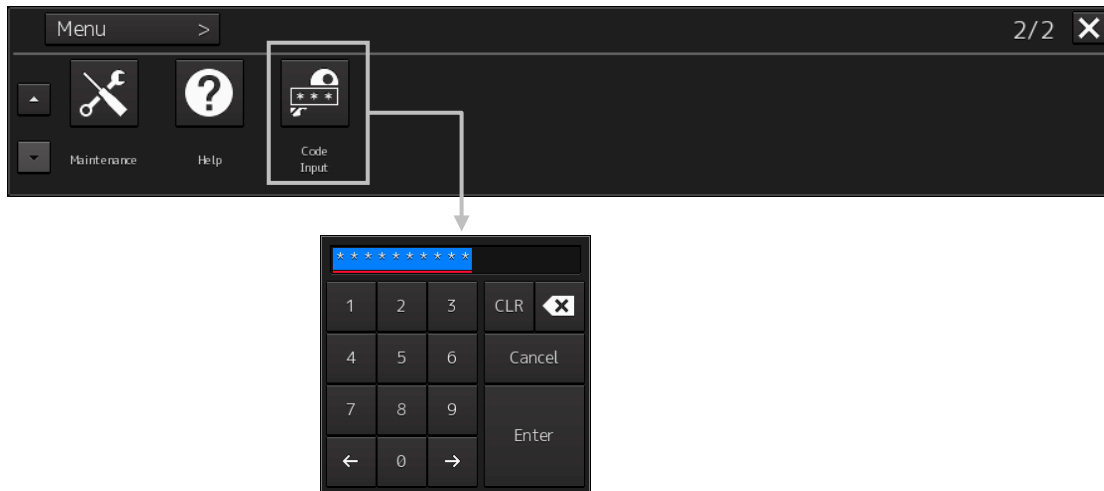 Menu >
2/2
***
Maintenance
Help
Code
Input
**********
1 2 3 CLR
4 5 6 Cancel
7 8 9
Enter
← 0 →